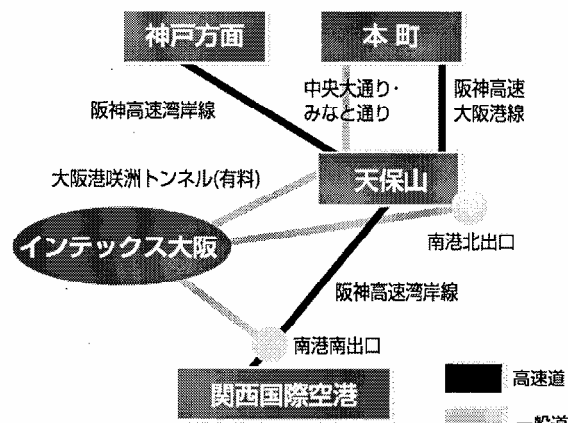 神戸方面
本町
中央大通り・
みなと通り
阪神高速
大阪港線
阪神高速湾岸線
大阪港咲洲トンネル(有料)
天保山
インテックス大阪
南港北出口
阪神高速湾岸線
南港南出口
関西国際空港
高速道
一般道